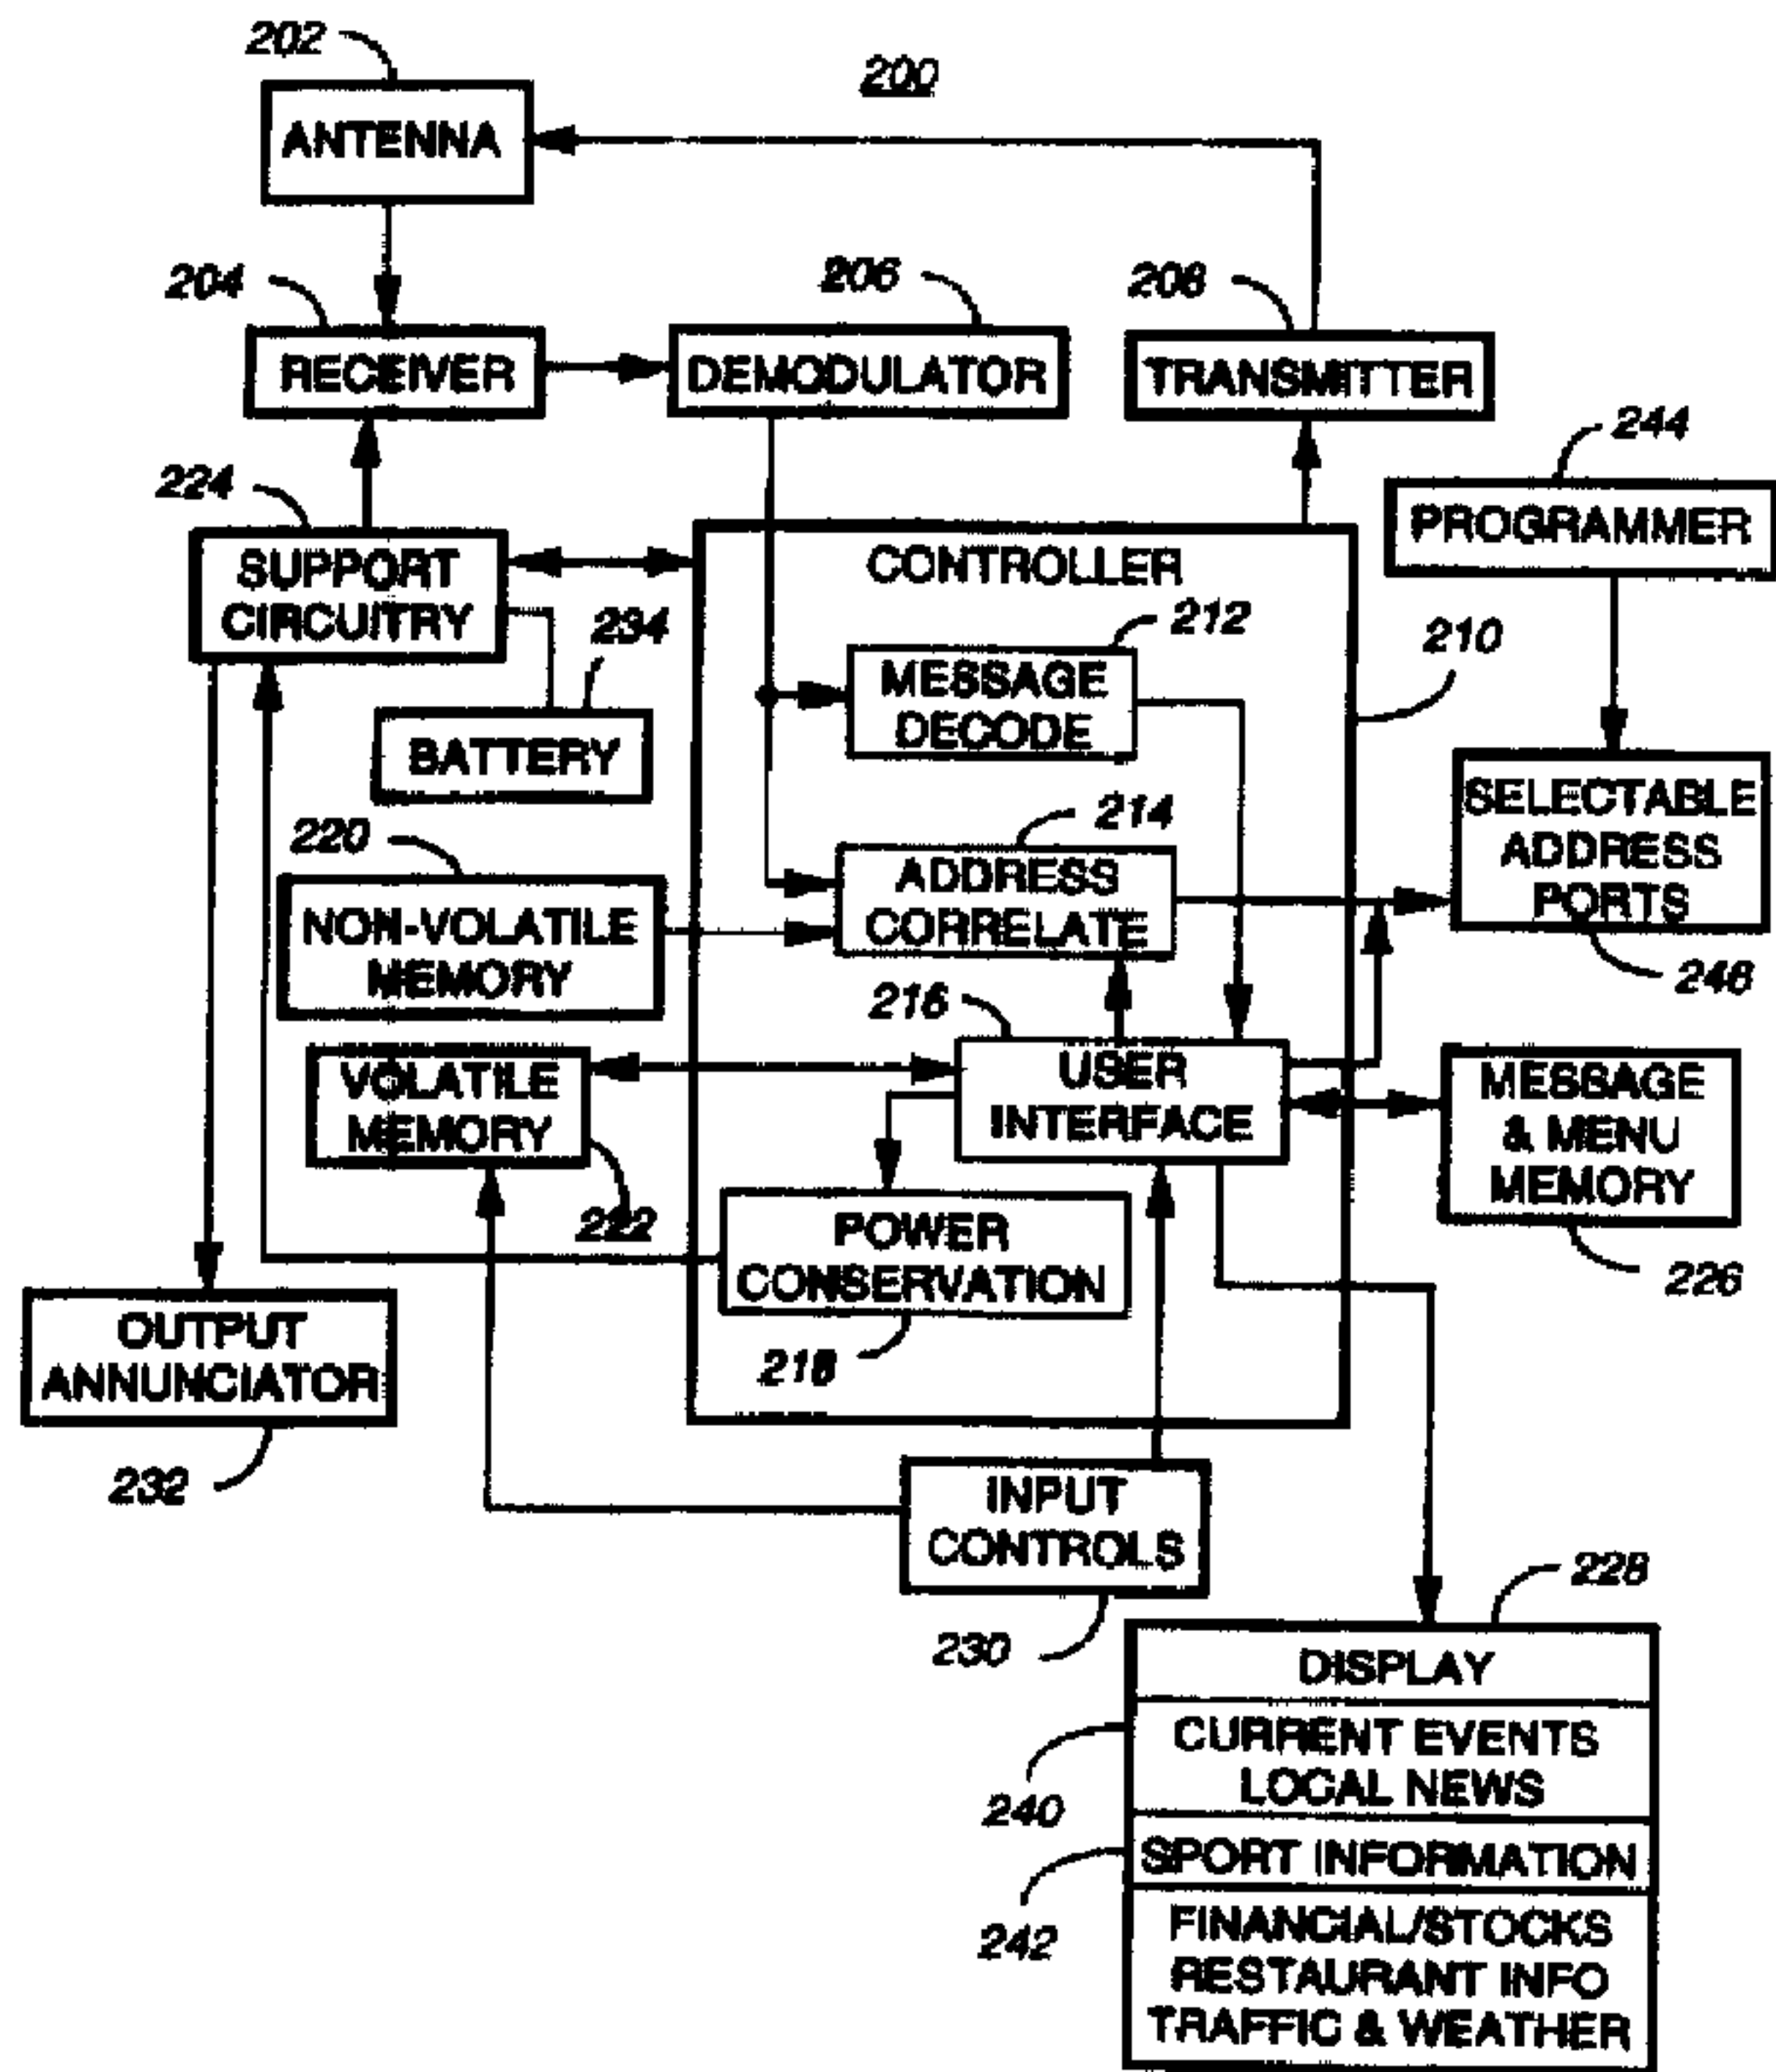 202
200
ANTENNA
204
206
208
RECEIVER
DEMODULATOR
TRANSMITTER
244
224
PROGRAMMER
SUPPORT
CIRCUITRY
CONTROLLER
234
212
210
MESSAGE
DECODE
BATTERY
SELECTABLE
ADDRESS
PORTS
220
214
ADDRESS
CORRELATE
NON-VOLATILE
MEMORY
216
USER
INTERFACE
VOLATILE
MEMORY
MESSAGE
& MENU
MEMORY
222
POWER
CONSERVATION
226
OUTPUT
ANNUNCIATOR
218
232
INPUT
CONTROLS
230
228
DISPLAY
CURRENT EVENTS
LOCAL NEWS
240
SPORT INFORMATION
242
FINANCIAL/STOCKS
RESTAURANT INFO
TRAFFIC & WEATHER